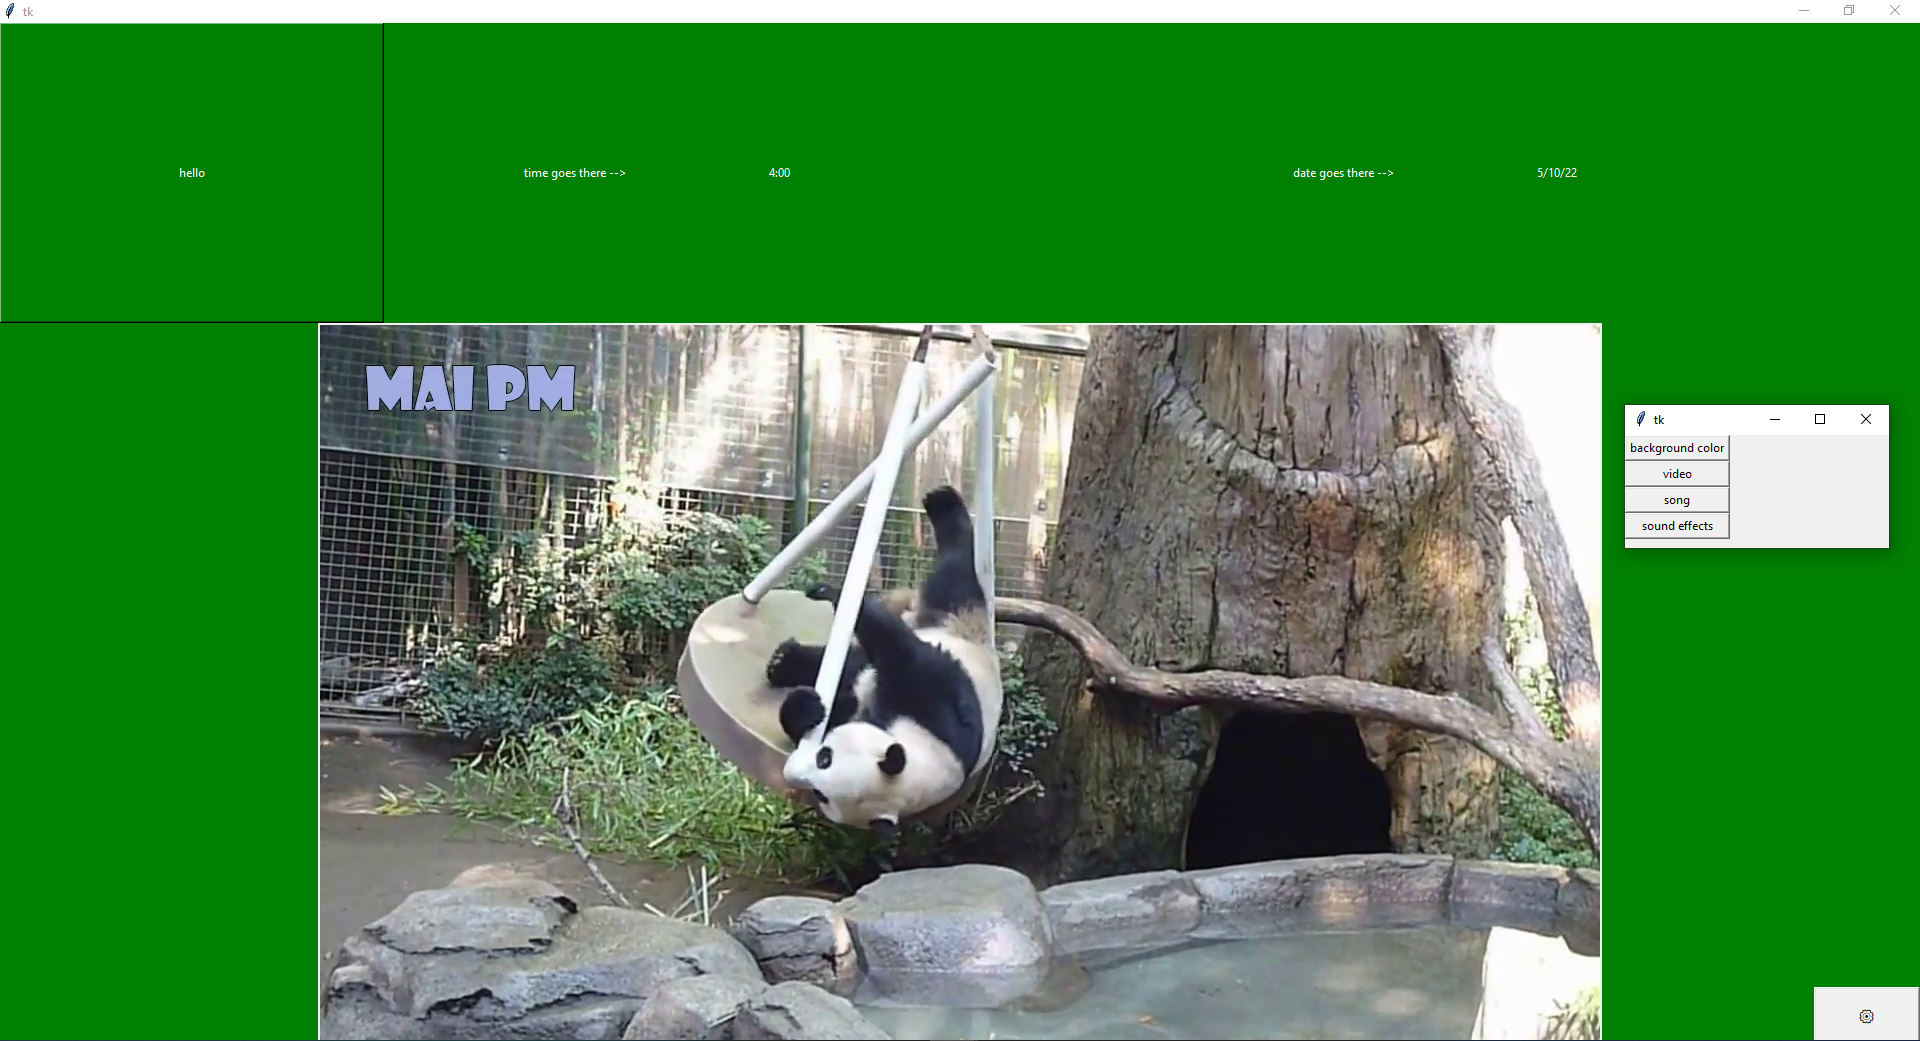 tk
hello
time goes there -->
4:00
date goes there -->
5/10/22
MAI PM
tk
background color
video
song
sound effects